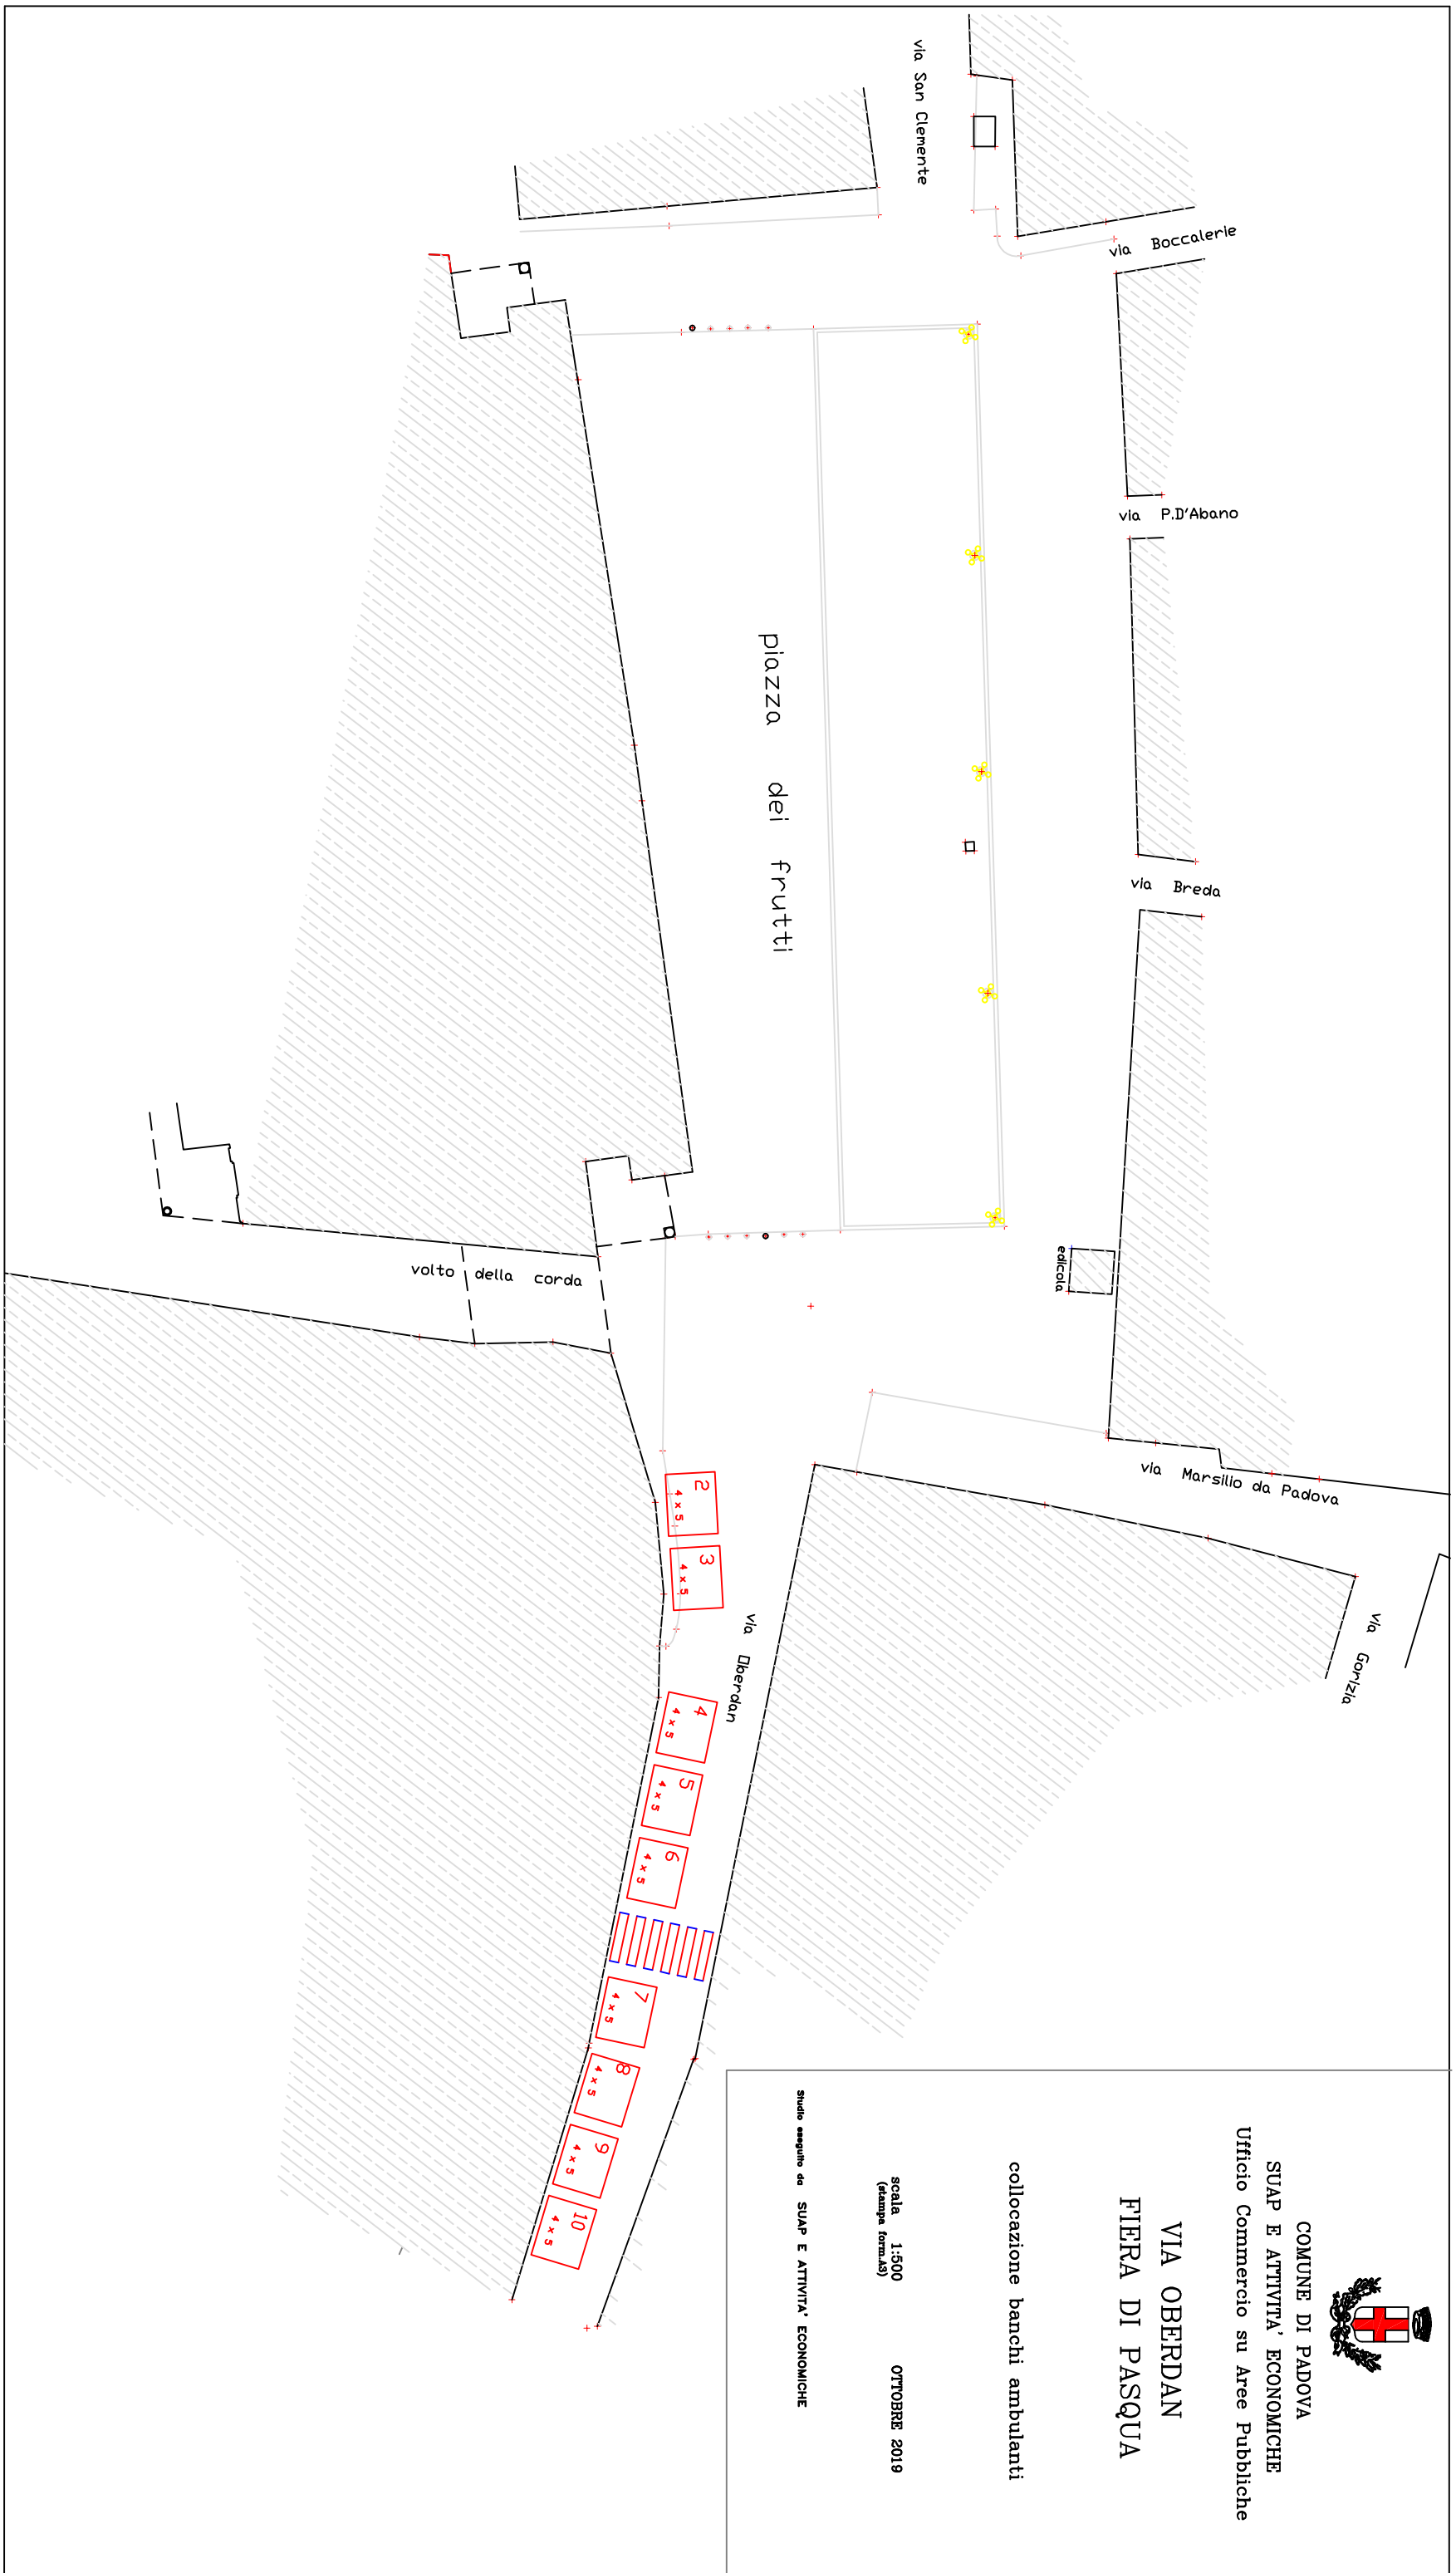 COMUNE DI PADOVA
SUAP E ATTIVITA' ECONOMICHE
Ufficio Commercio su Aree Pubbliche
VIA OBERDAN
FIERA DI PASQUA
collocazione banchi ambulanti
scala 1:500 OTTOBRE 2019
(stampa form.A3)
Studio eseguito da SUAP E ATTIVITA' ECONOMICHE
via San Clemente
via Boccalerie
via P.D'Abano
via Breda
piazza dei frutti
edicola
volto della corda
via Marsilio da Padova
via Gorizia
via Oberdan
2
4 x 5
3
4 x 5
4
4 x 5
5
4 x 5
6
4 x 5
7
4 x 5
8
4 x 5
9
4 x 5
10
4 x 5